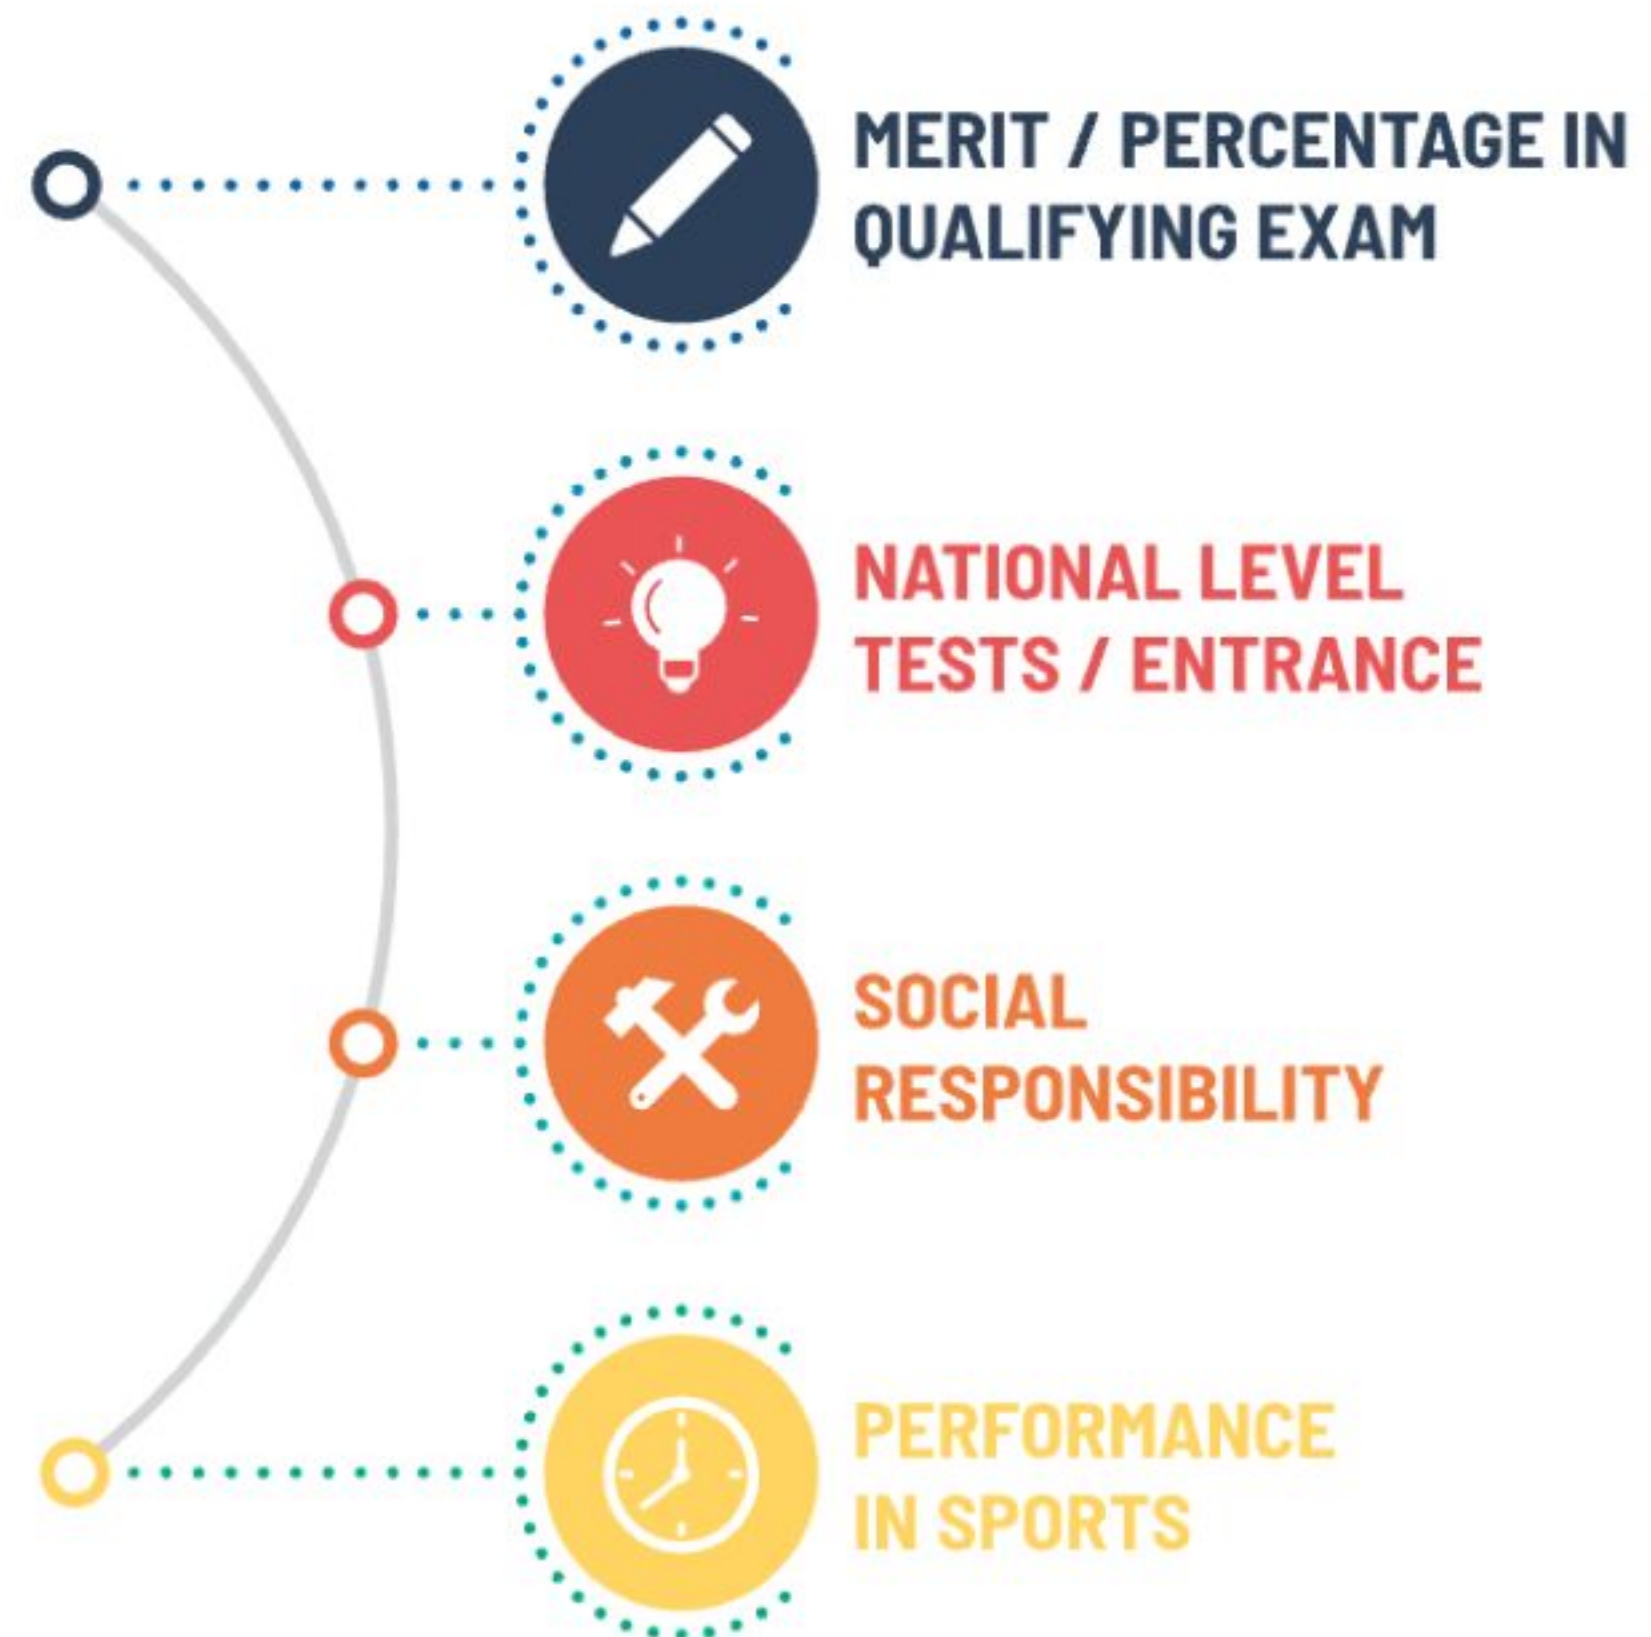 MERIT / PERCENTAGE IN
QUALIFYING EXAM
NATIONAL LEVEL
TESTS / ENTRANCE
SOCIAL
RESPONSIBILITY
PERFORMANCE
IN SPORTS